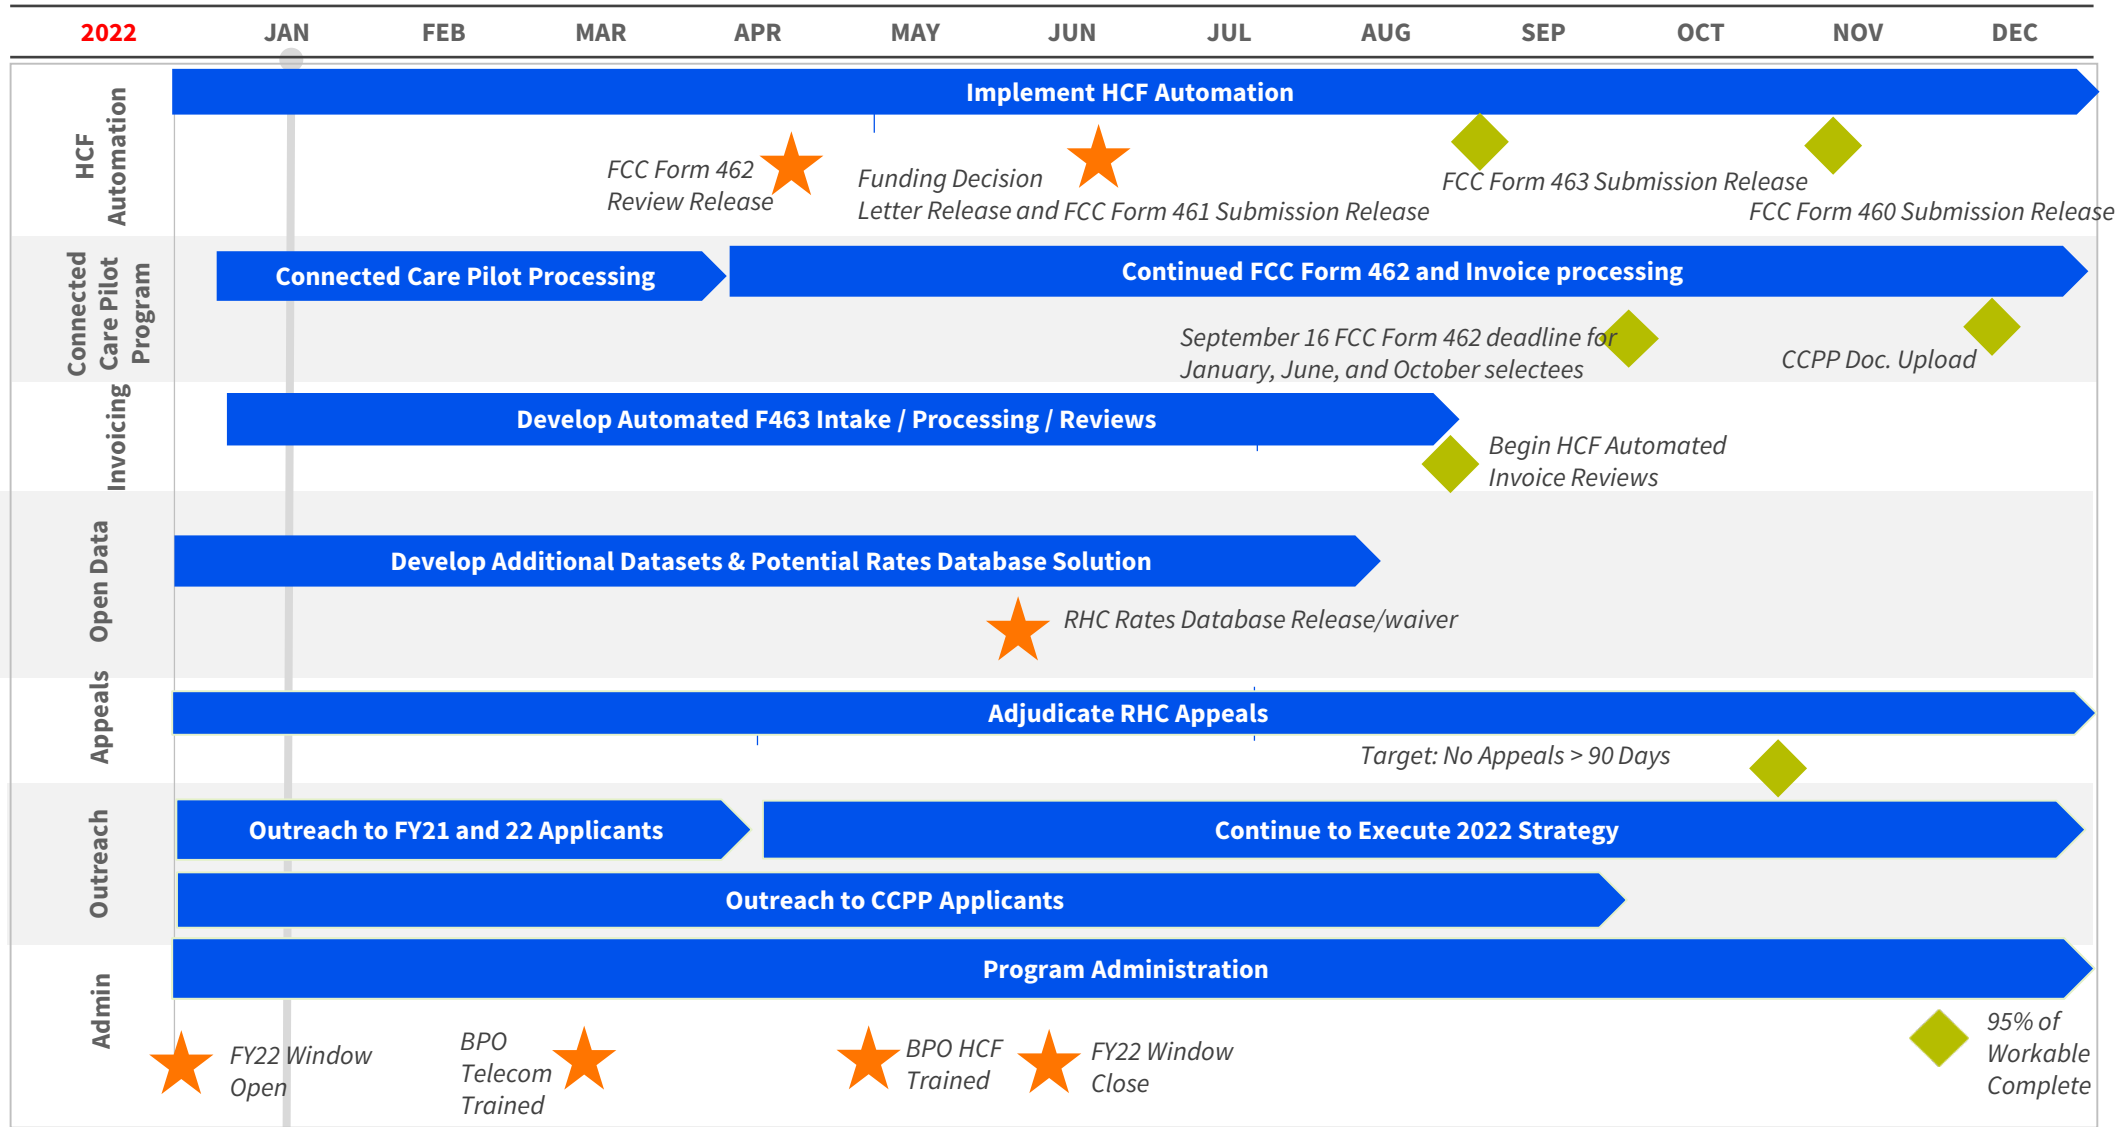 2022 JAN FEB MAR APR MAY JUN JUL AUG SEP OCT NOV DEC
HCF
Automation
Implement HCF Automation
FCC Form 462
Review Release
Funding Decision
Letter Release and FCC Form 461 Submission Release
FCC Form 463 Submission Release
FCC Form 460 Submission Release
Connected
Care Pilot
Program
Connected Care Pilot Processing
Continued FCC Form 462 and Invoice processing
September 16 FCC Form 462 deadline for
January, June, and October selectees
CCPP Doc. Upload
Invoicing
Develop Automated F463 Intake / Processing / Reviews
Begin HCF Automated
Invoice Reviews
Open Data
Develop Additional Datasets & Potential Rates Database Solution
RHC Rates Database Release/waiver
Appeals
Adjudicate RHC Appeals
Target: No Appeals > 90 Days
Outreach
Outreach to FY21 and 22 Applicants
Continue to Execute 2022 Strategy
Outreach to CCPP Applicants
Admin
Program Administration
FY22 Window
Open
BPO
Telecom
Trained
BPO HCF
Trained
FY22 Window
Close
95% of
Workable
Complete